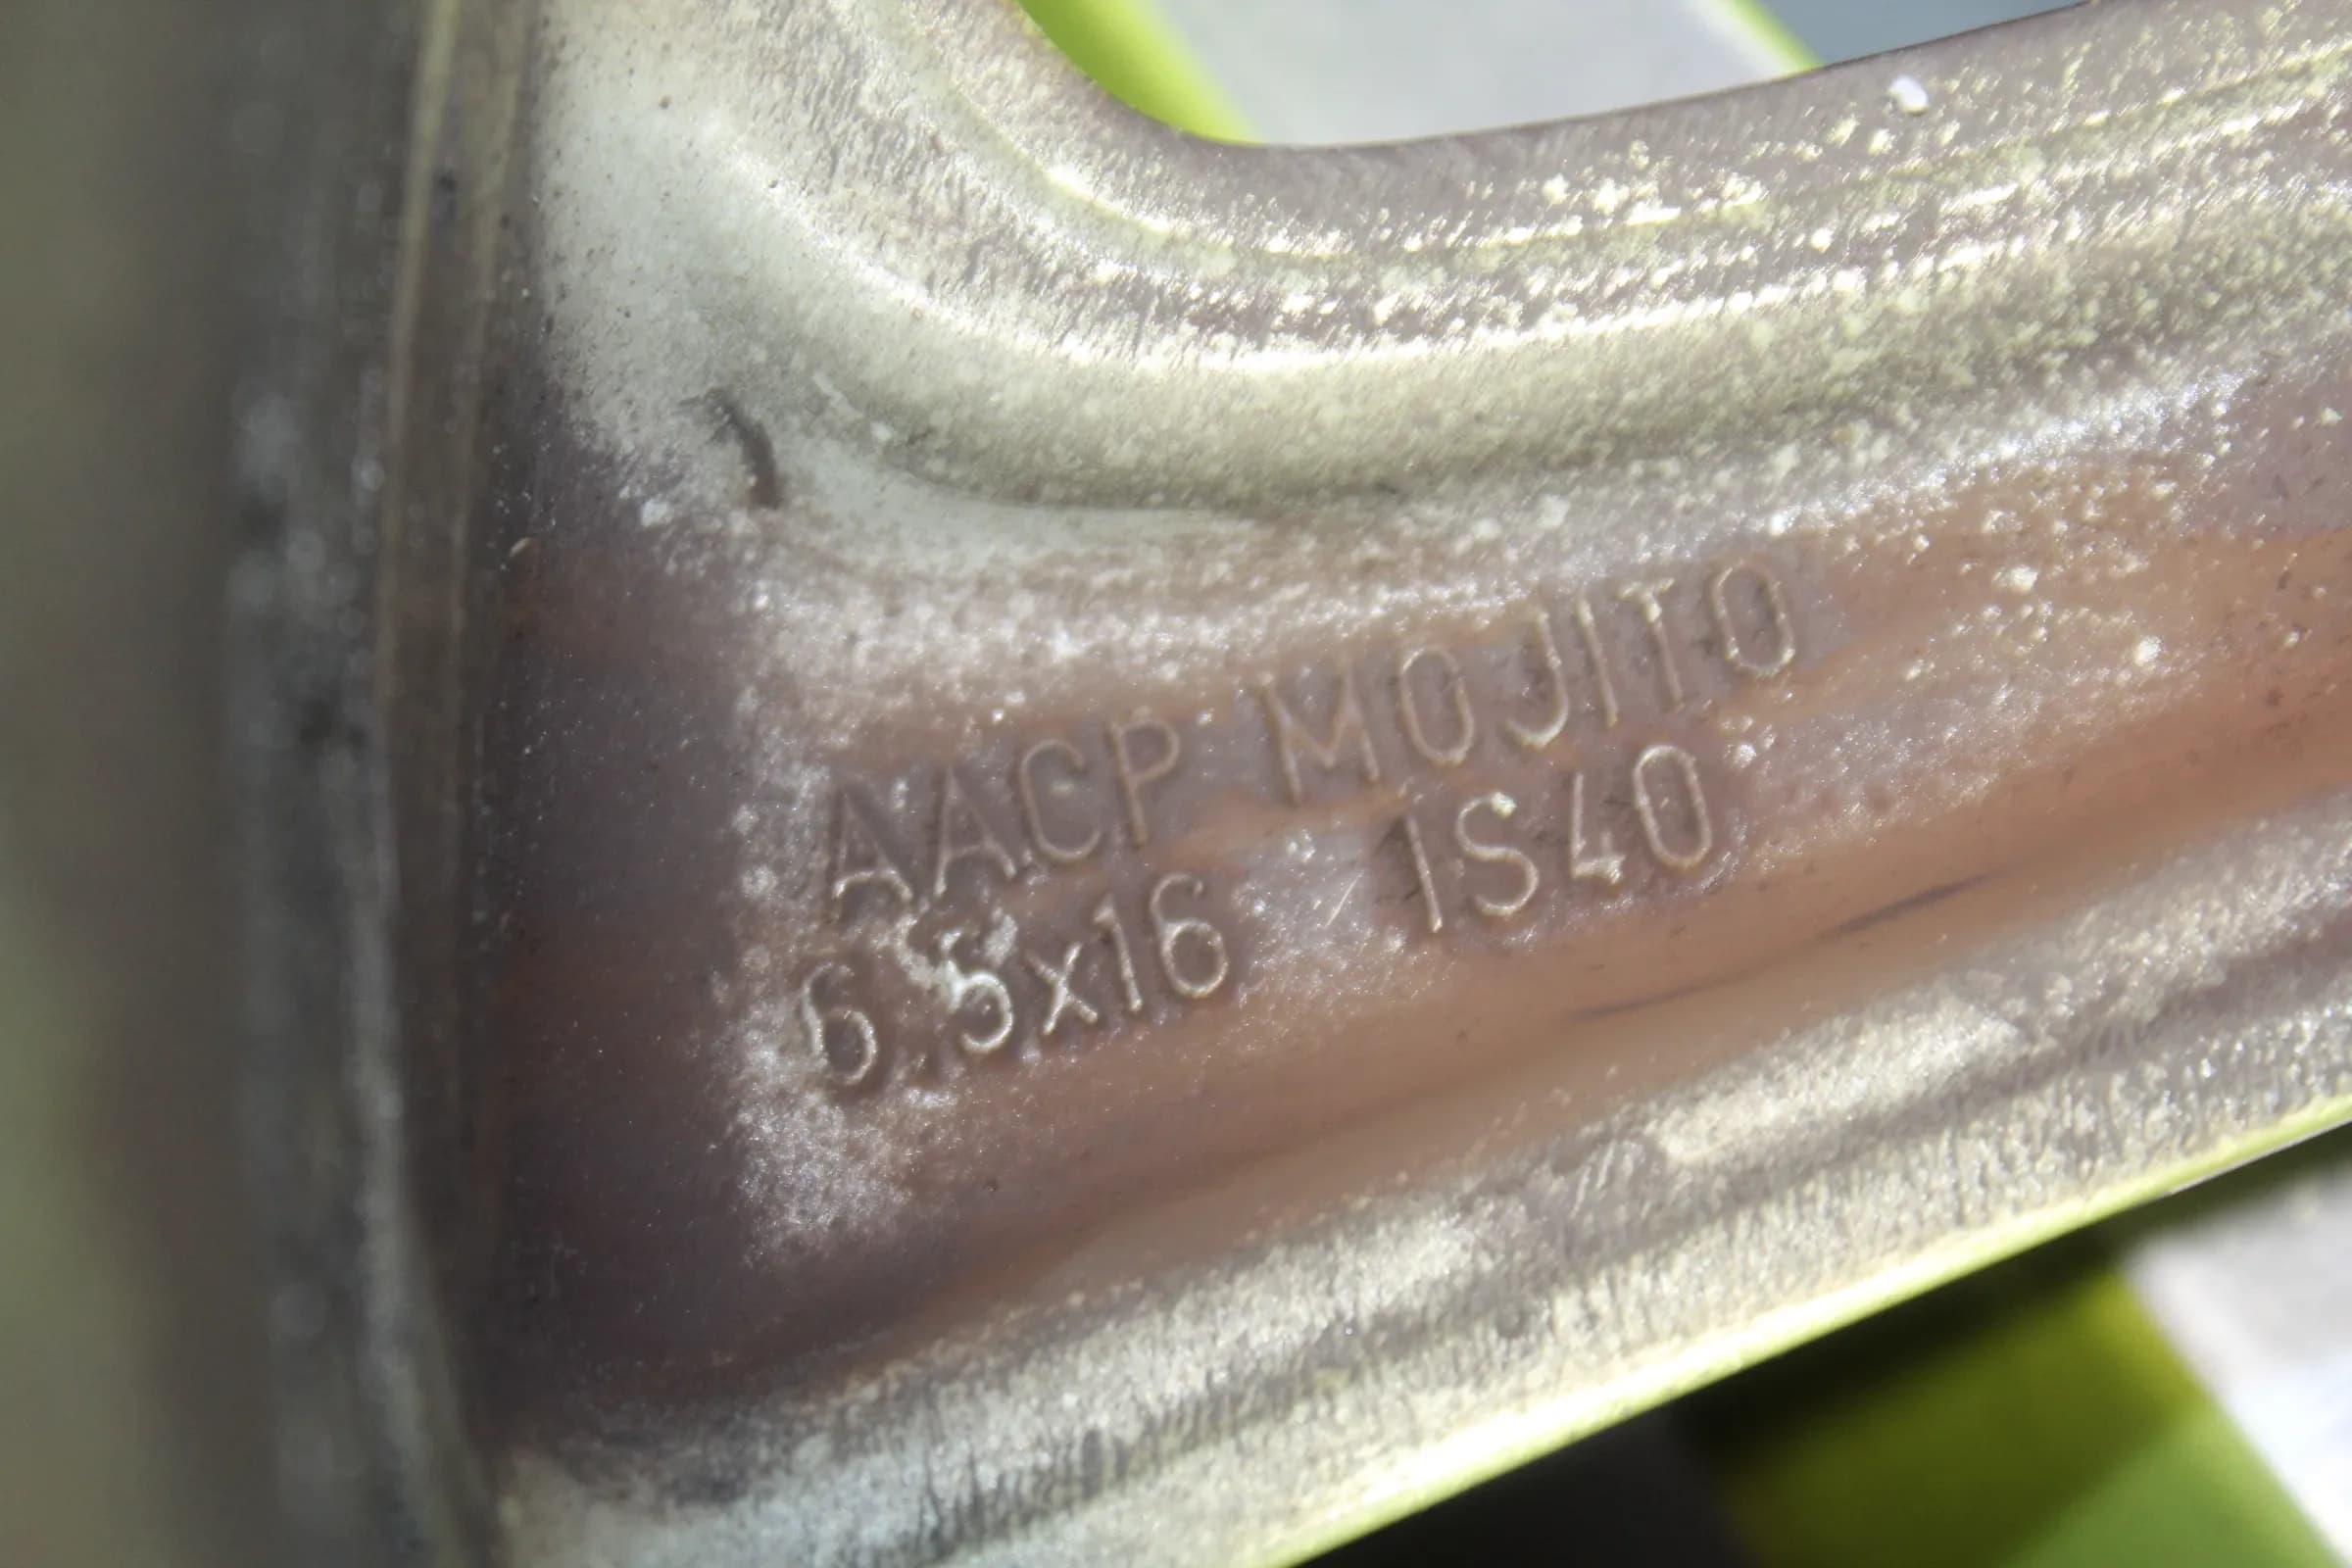 AACP MOJITO
6.5x16 IS40